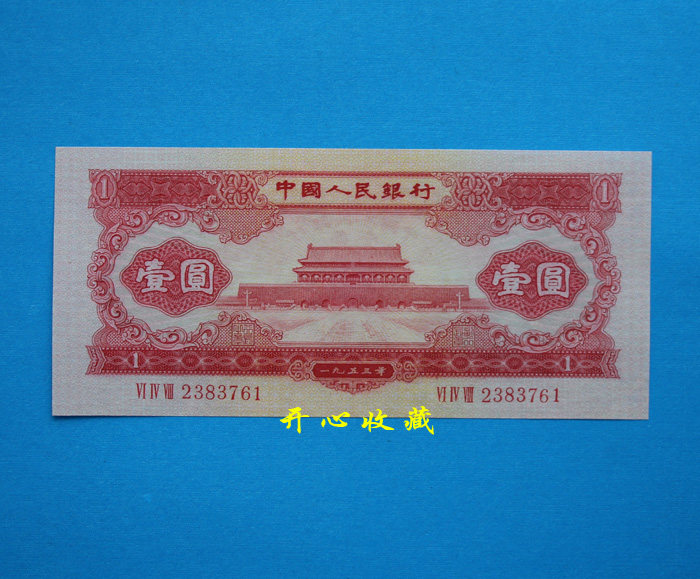 中國人民銀行
1 1
壹圓 壹圓
1 一九五三年 1
VI IV VIII 2383761 VI IV VIII 2383761
开心收藏